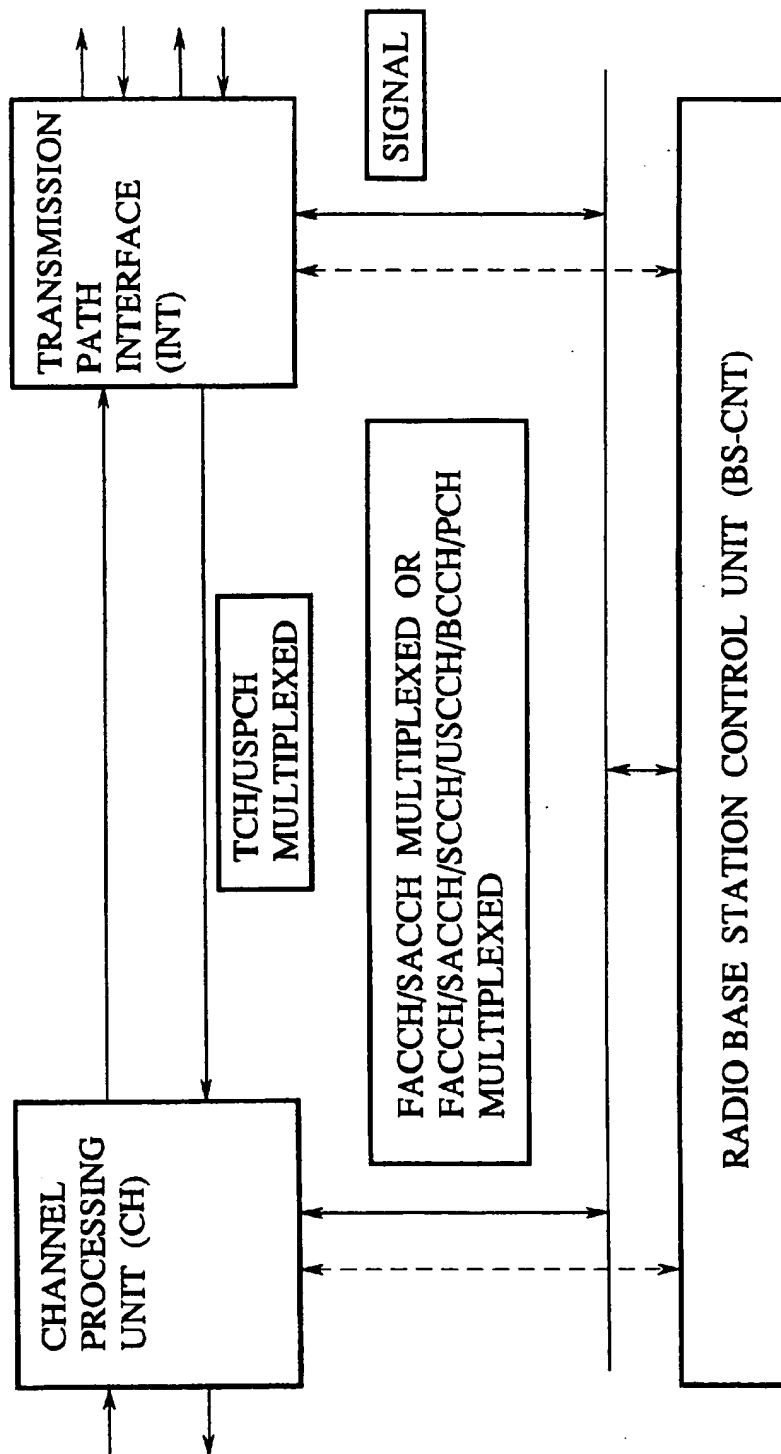 CHANNEL
PROCESSING
UNIT (CH)
TRANSMISSION
PATH
INTERFACE
(INT)
TCH/USPCH
MULTIPLEXED
FACCH/SACCH MULTIPLEXED OR
FACCH/SACCH/SCCH/USCCH/BCCH/PCH
MULTIPLEXED
SIGNAL
RADIO BASE STATION CONTROL UNIT (BS-CNT)